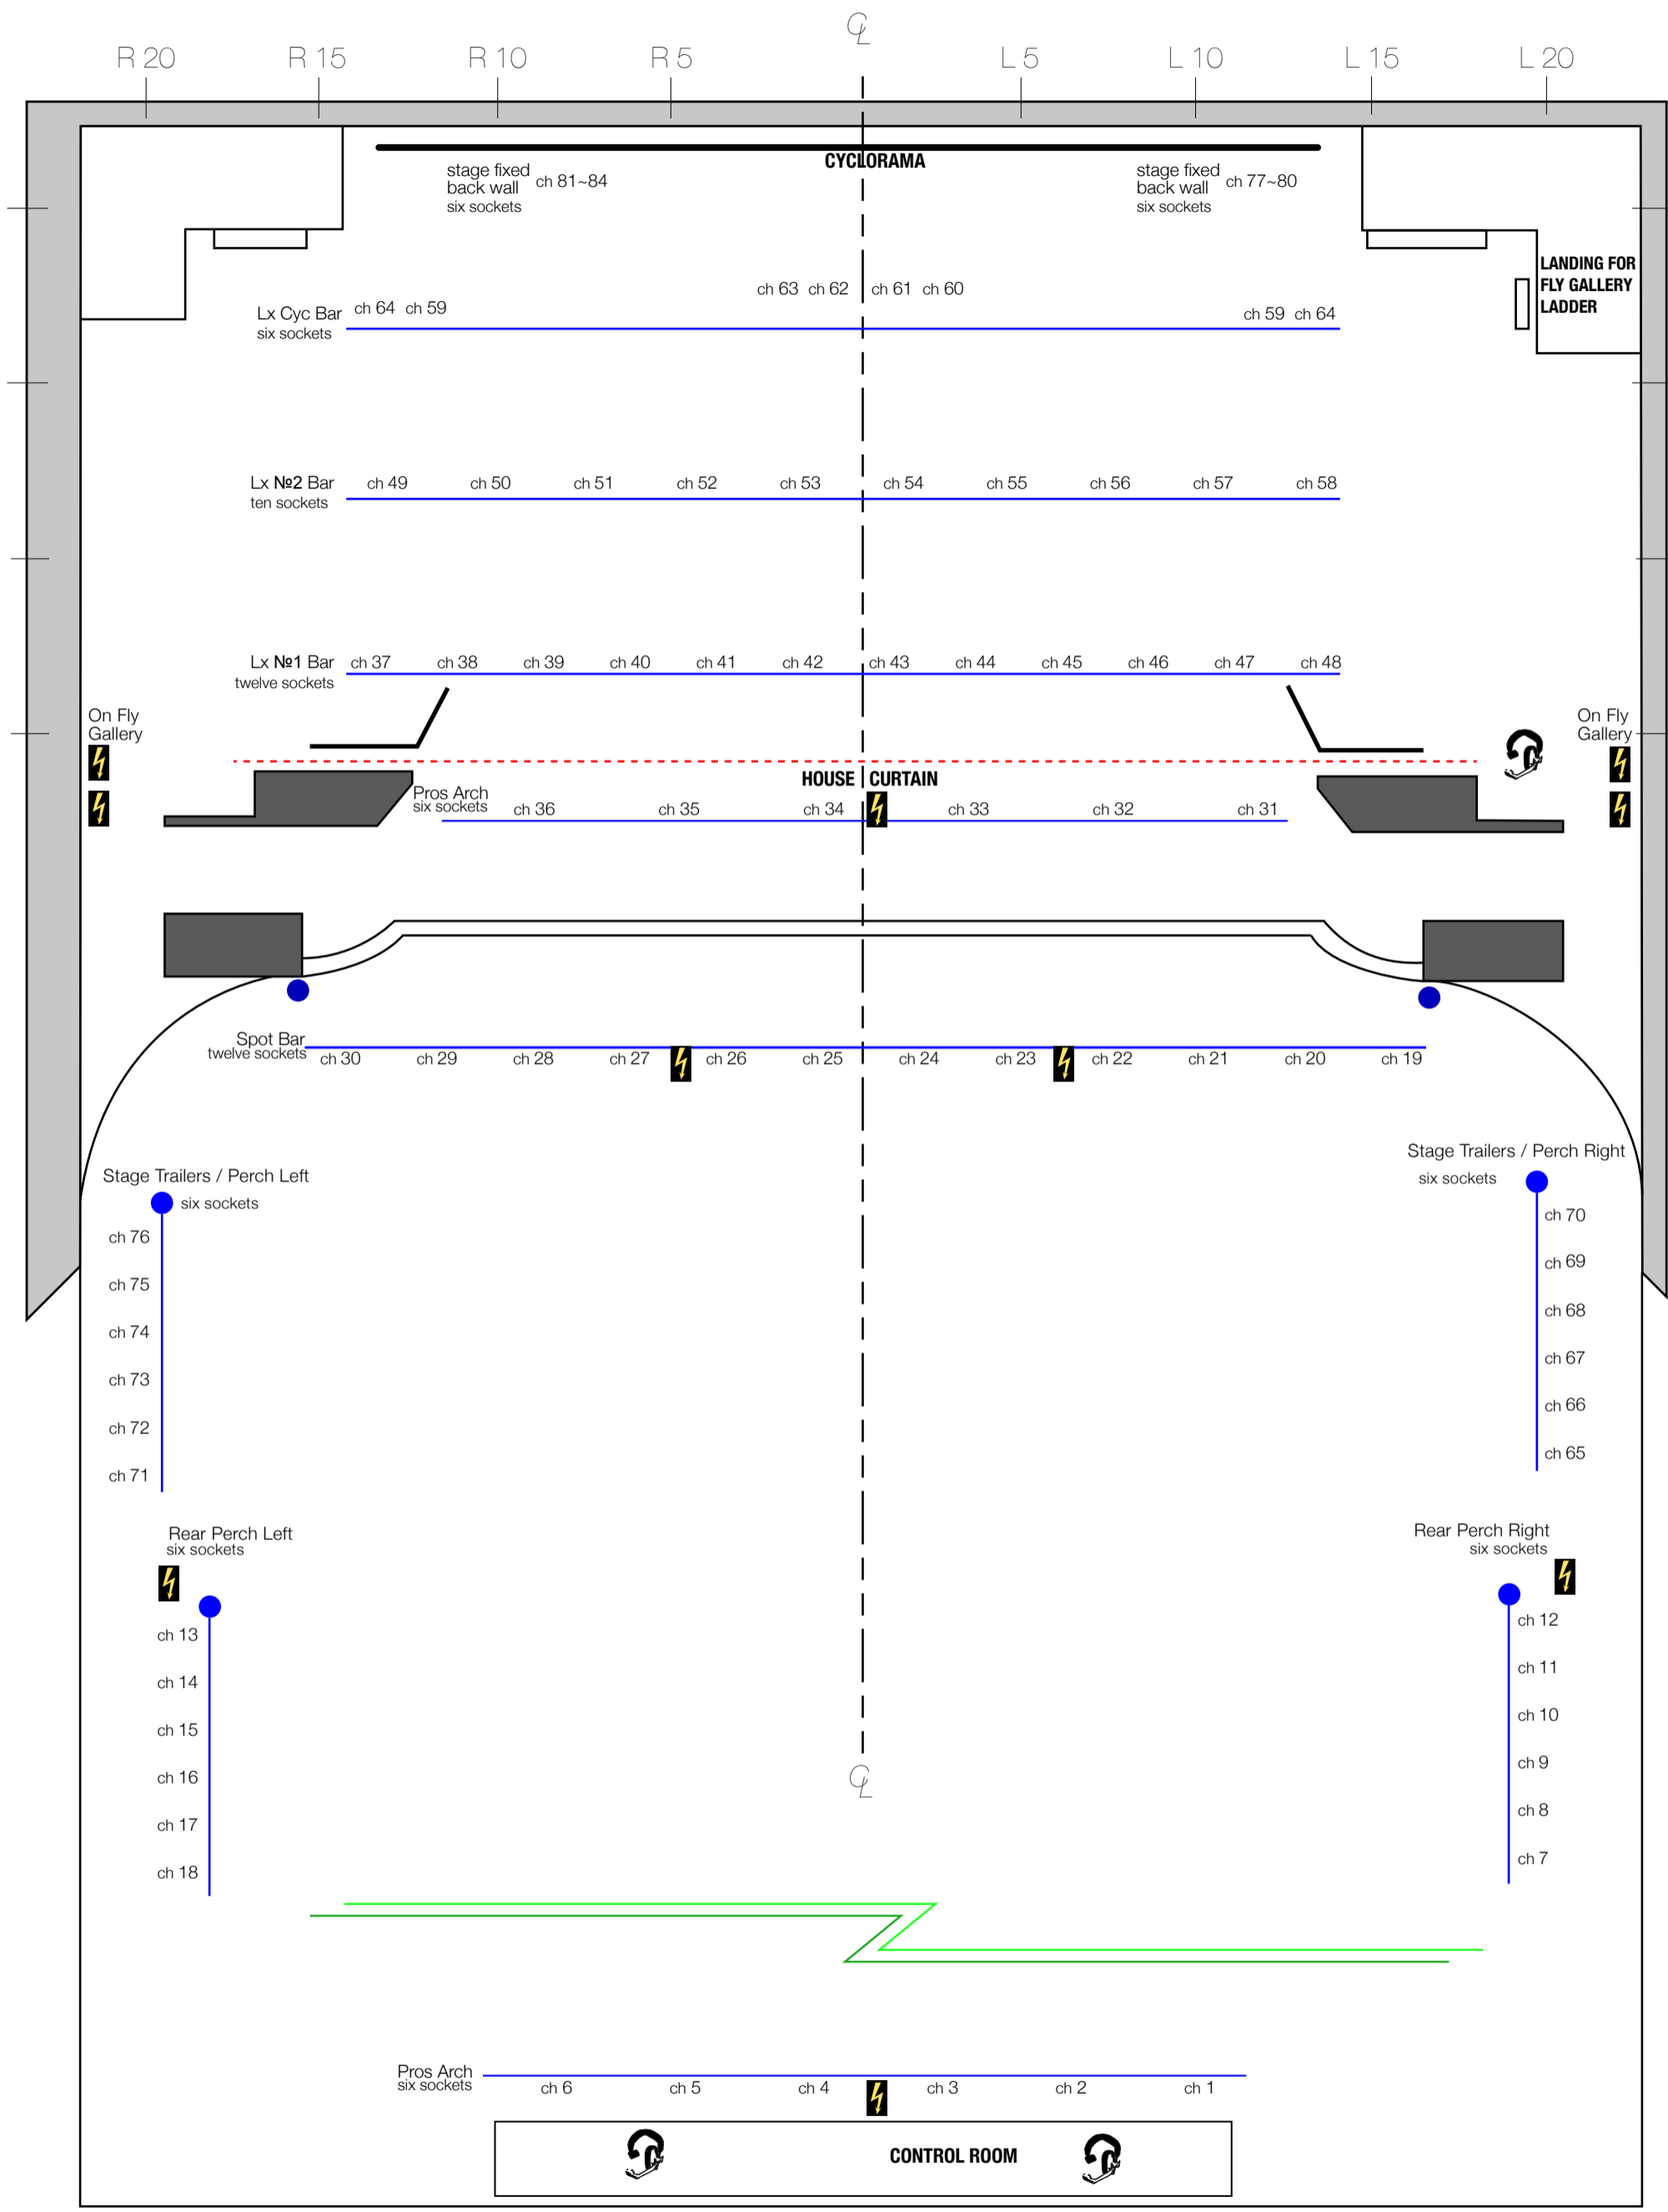 ℄
R 20 R 15 R 10 R 5 L 5 L 10 L 15 L 20
CYCLORAMA
stage fixed
back wall ch 81~84
six sockets
stage fixed
back wall ch 77~80
six sockets
LANDING FOR
FLY GALLERY
LADDER
ch 63 ch 62 ch 61 ch 60
Lx Cyc Bar ch 64 ch 59 ch 59 ch 64
six sockets
Lx №2 Bar ch 49 ch 50 ch 51 ch 52 ch 53 ch 54 ch 55 ch 56 ch 57 ch 58
ten sockets
Lx №1 Bar ch 37 ch 38 ch 39 ch 40 ch 41 ch 42 ch 43 ch 44 ch 45 ch 46 ch 47 ch 48
twelve sockets
On Fly
Gallery
On Fly
Gallery
HOUSE CURTAIN
Pros Arch
six sockets ch 36 ch 35 ch 34 ch 33 ch 32 ch 31
Spot Bar
twelve sockets ch 30 ch 29 ch 28 ch 27 ch 26 ch 25 ch 24 ch 23 ch 22 ch 21 ch 20 ch 19
Stage Trailers / Perch Left
six sockets
ch 76
ch 75
ch 74
ch 73
ch 72
ch 71
Stage Trailers / Perch Right
six sockets
ch 70
ch 69
ch 68
ch 67
ch 66
ch 65
Rear Perch Left
six sockets
ch 13
ch 14
ch 15
ch 16
ch 17
ch 18
Rear Perch Right
six sockets
ch 12
ch 11
ch 10
ch 9
ch 8
ch 7
℄
Pros Arch
six sockets ch 6 ch 5 ch 4 ch 3 ch 2 ch 1
CONTROL ROOM